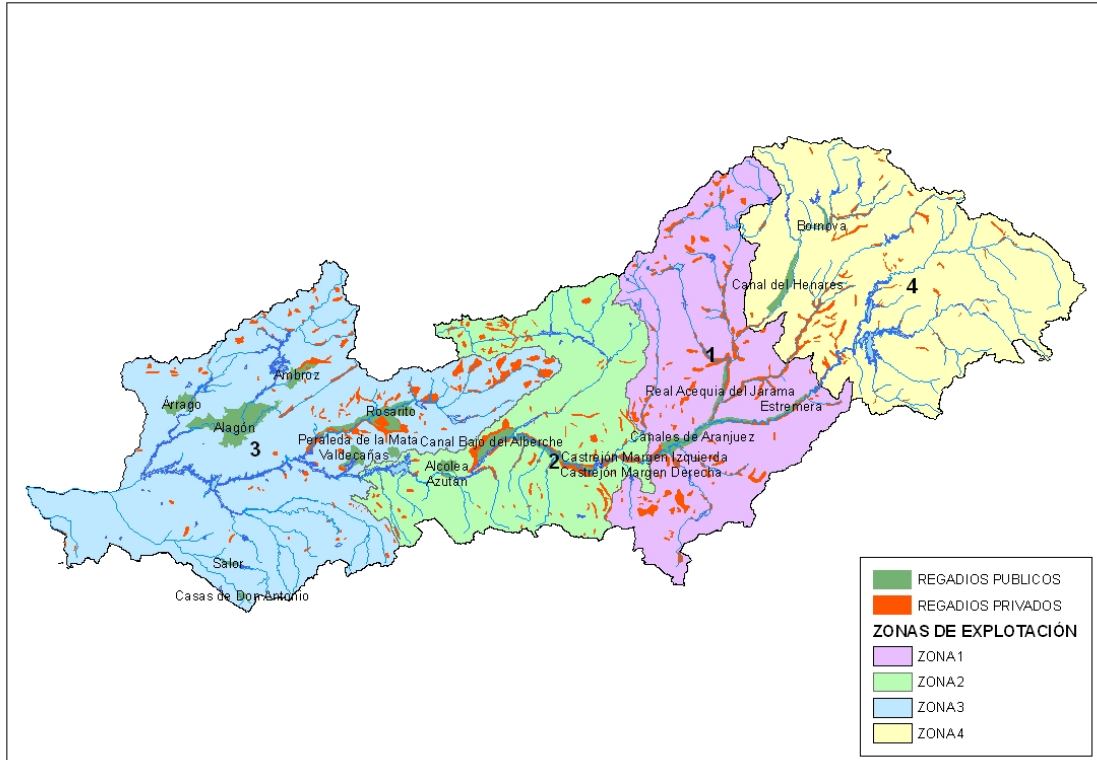 Bornova
Canal del Henares
4
1
Ambroz
Árrago
Rosarito
Real Acequia del Jarama
Estremera
Alagón
3
Peraleda de la Mata
Canal Bajo del Alberche
Canales de Aranjuez
Valdecañas
2
Castrejón Margen Izquierda
Alcolea
Castrejón Margen Derecha
Azután
Salor
Casas de Don Antonio
REGADIOS PUBLICOS
REGADIOS PRIVADOS
ZONAS DE EXPLOTACIÓN
ZONA1
ZONA2
ZONA3
ZONA4